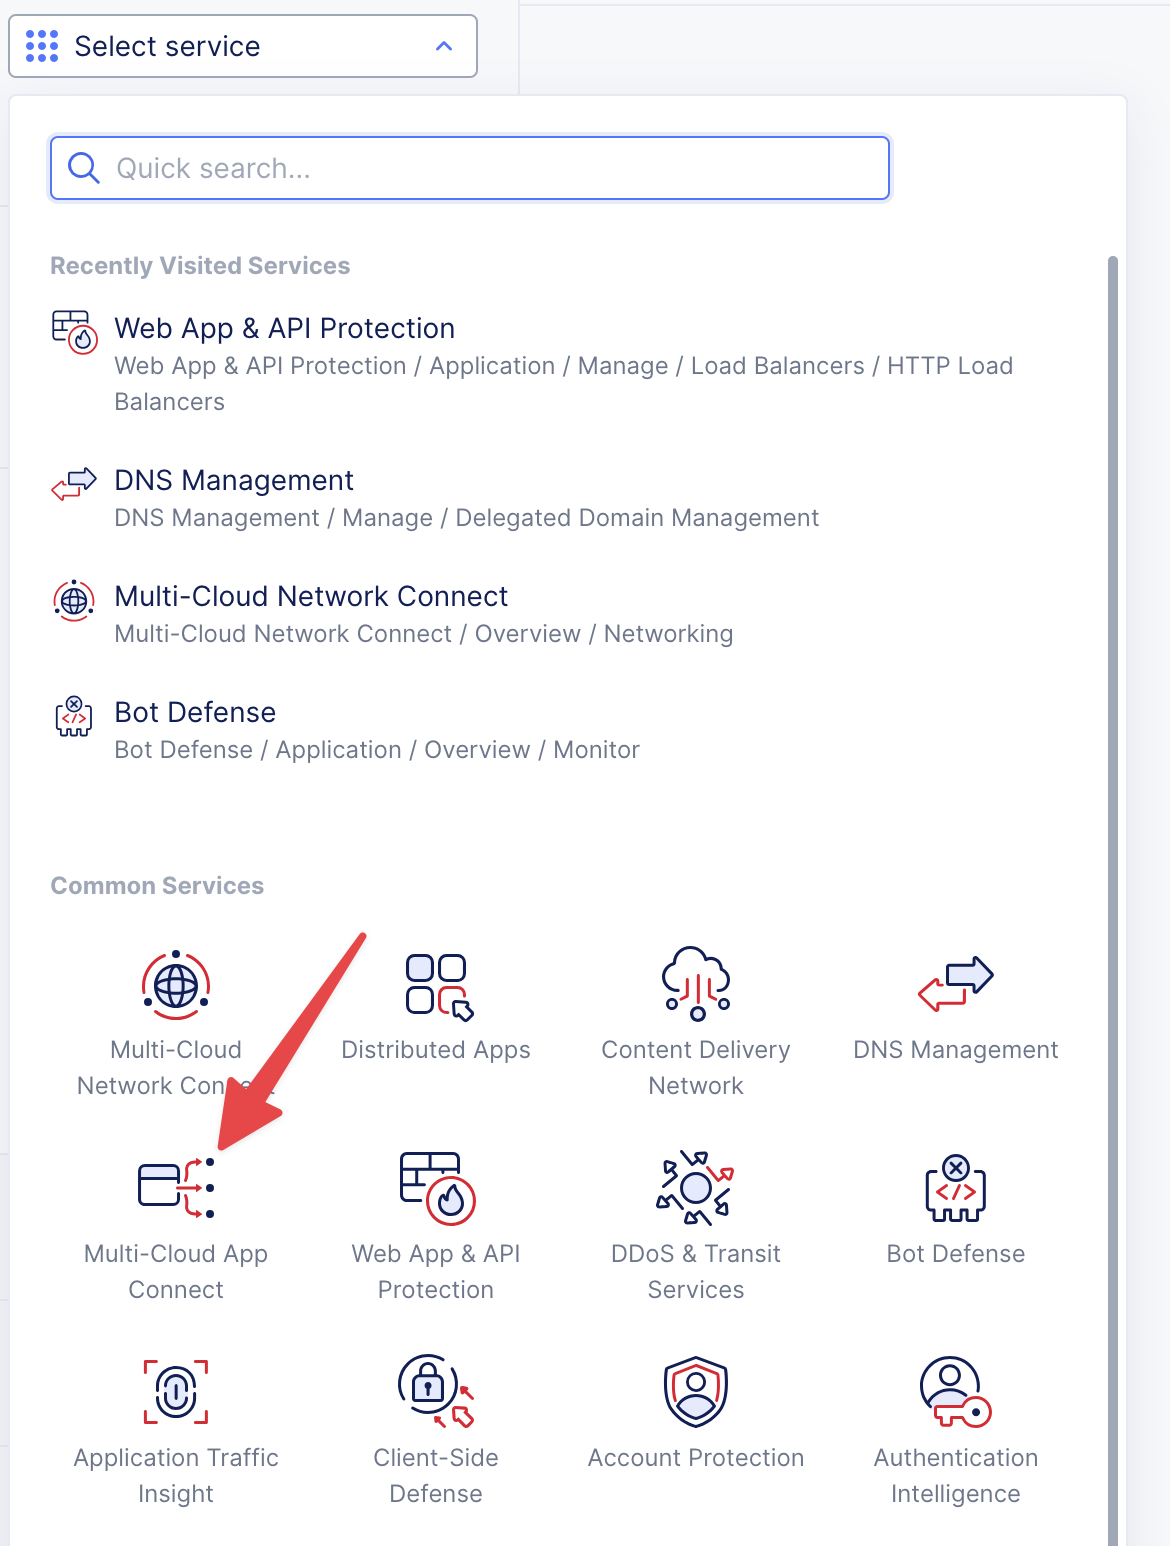 Select service
Quick search...
Recently Visited Services
Web App & API Protection
Web App & API Protection / Application / Manage / Load Balancers / HTTP Load
Balancers
DNS Management
DNS Management / Manage / Delegated Domain Management
Multi-Cloud Network Connect
Multi-Cloud Network Connect / Overview / Networking
Bot Defense
Bot Defense / Application / Overview / Monitor
Common Services
Multi-Cloud
Network Connect
Distributed Apps
Content Delivery
Network
DNS Management
Multi-Cloud App
Connect
Web App & API
Protection
DDoS & Transit
Services
Bot Defense
Application Traffic
Insight
Client-Side
Defense
Account Protection
Authentication
Intelligence